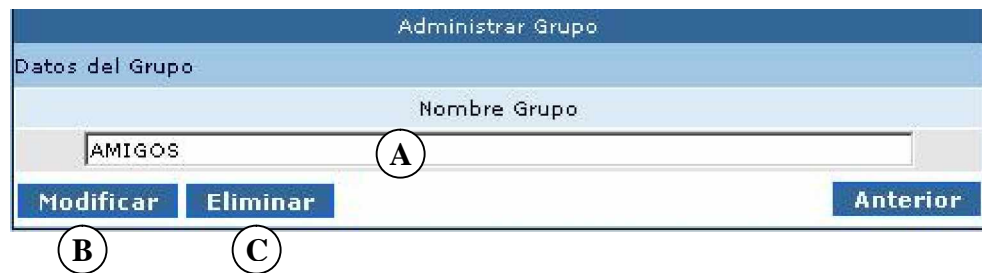 Administrar Grupo
Datos del Grupo
Nombre Grupo
AMIGOS A
Modificar Eliminar Anterior
B C